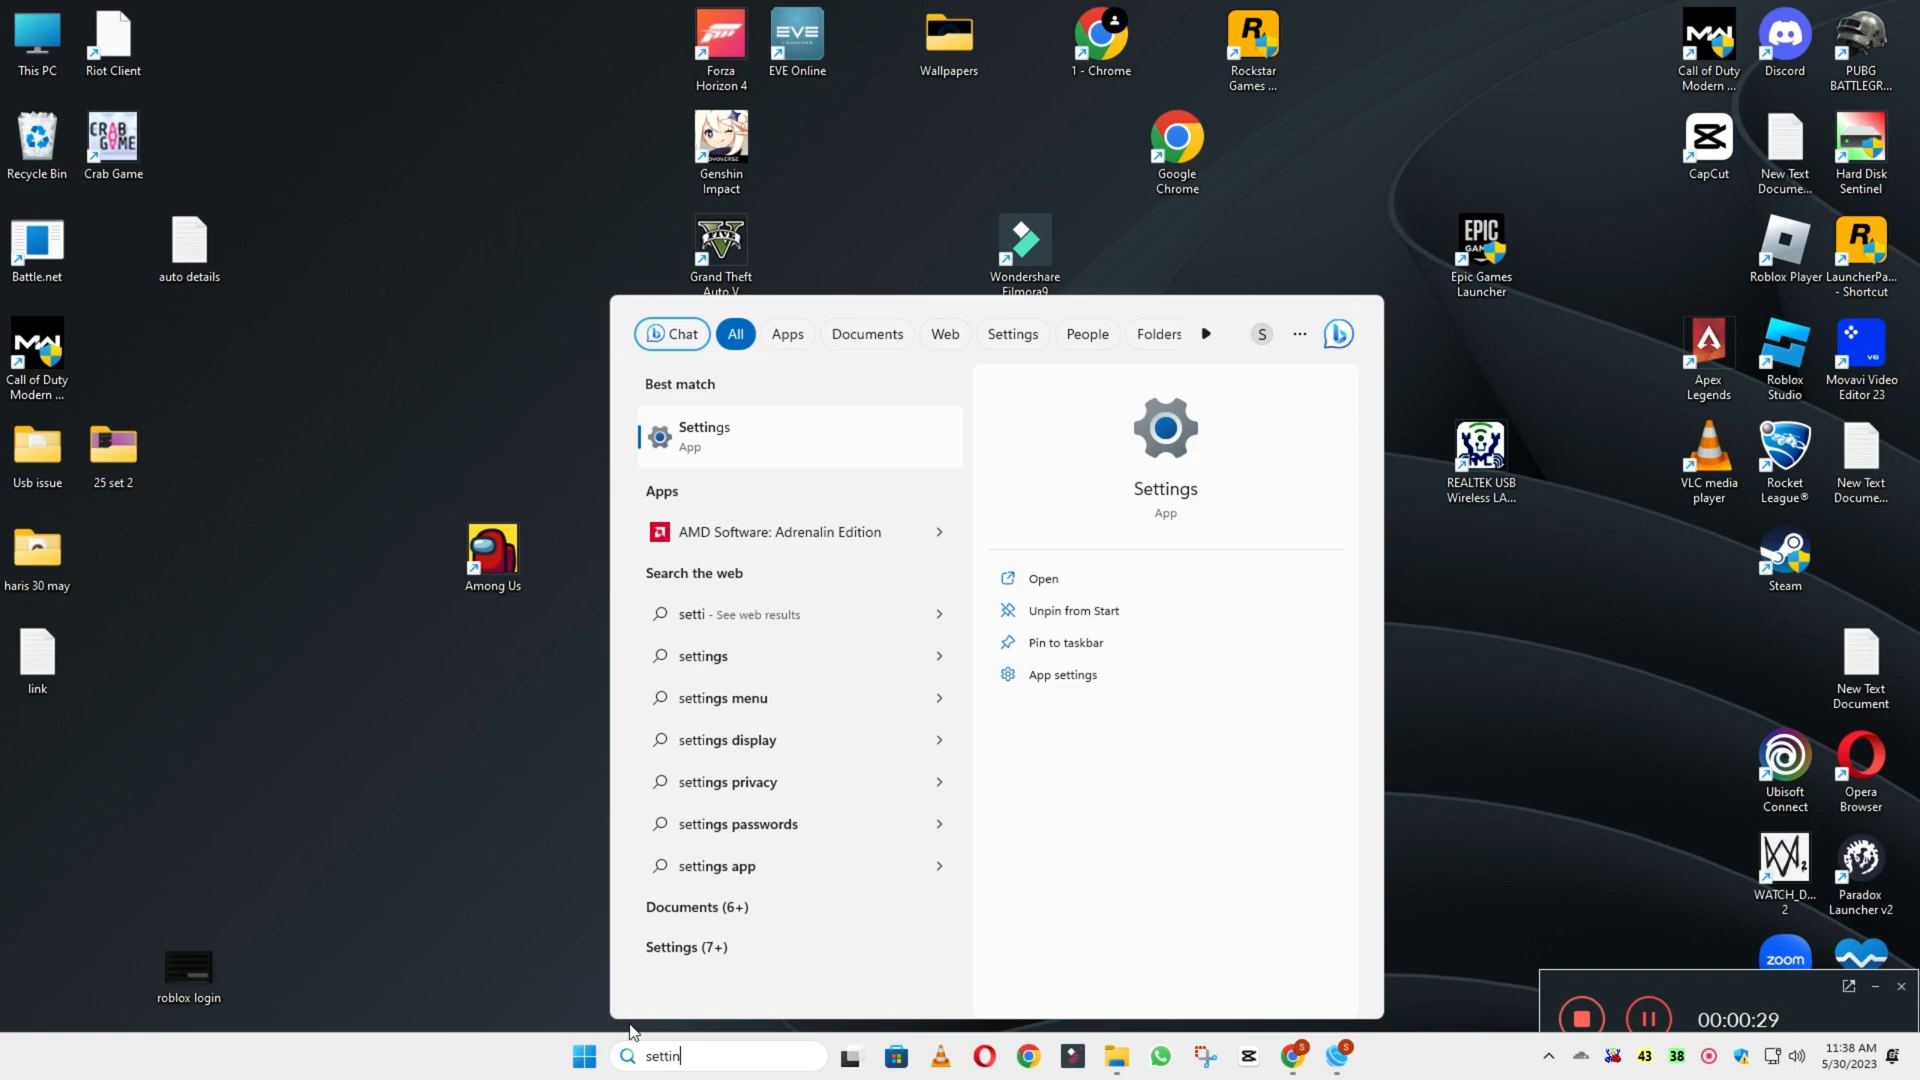 This PC
Riot Client
Forza
Horizon 4
EVE
EVE Online
Wallpapers
1 - Chrome
Rockstar
Games ...
Call of Duty
Modern ...
Discord
PUBG
BATTLEGR...
Recycle Bin
CRAB
GAME
Crab Game
Genshin
Impact
Google
Chrome
CapCut
New Text
Docume...
Hard Disk
Sentinel
Battle.net
auto details
FIVE
Grand Theft
Auto V
Wondershare
Filmora9
EPIC
GAMES
Epic Games
Launcher
Roblox Player
LauncherPa...
- Shortcut
Call of Duty
Modern ...
Apex
Legends
Roblox
Studio
Movavi Video
Editor 23
Usb issue
25 set 2
REALTEK USB
Wireless LA...
VLC media
player
Rocket
League®
New Text
Docume...
haris 30 may
Among Us
Steam
link
New Text
Document
Ubisoft
Connect
Opera
Browser
WATCH_D...
2
Paradox
Launcher v2
roblox login
zoom
Chat
All
Apps
Documents
Web
Settings
People
Folders
S
Best match
Settings
App
Apps
AMD Software: Adrenalin Edition
Search the web
setti - See web results
settings
settings menu
settings display
settings privacy
settings passwords
settings app
Documents (6+)
Settings (7+)
Settings
App
Open
Unpin from Start
Pin to taskbar
App settings
00:00:29
settin
43
38
11:38 AM
5/30/2023